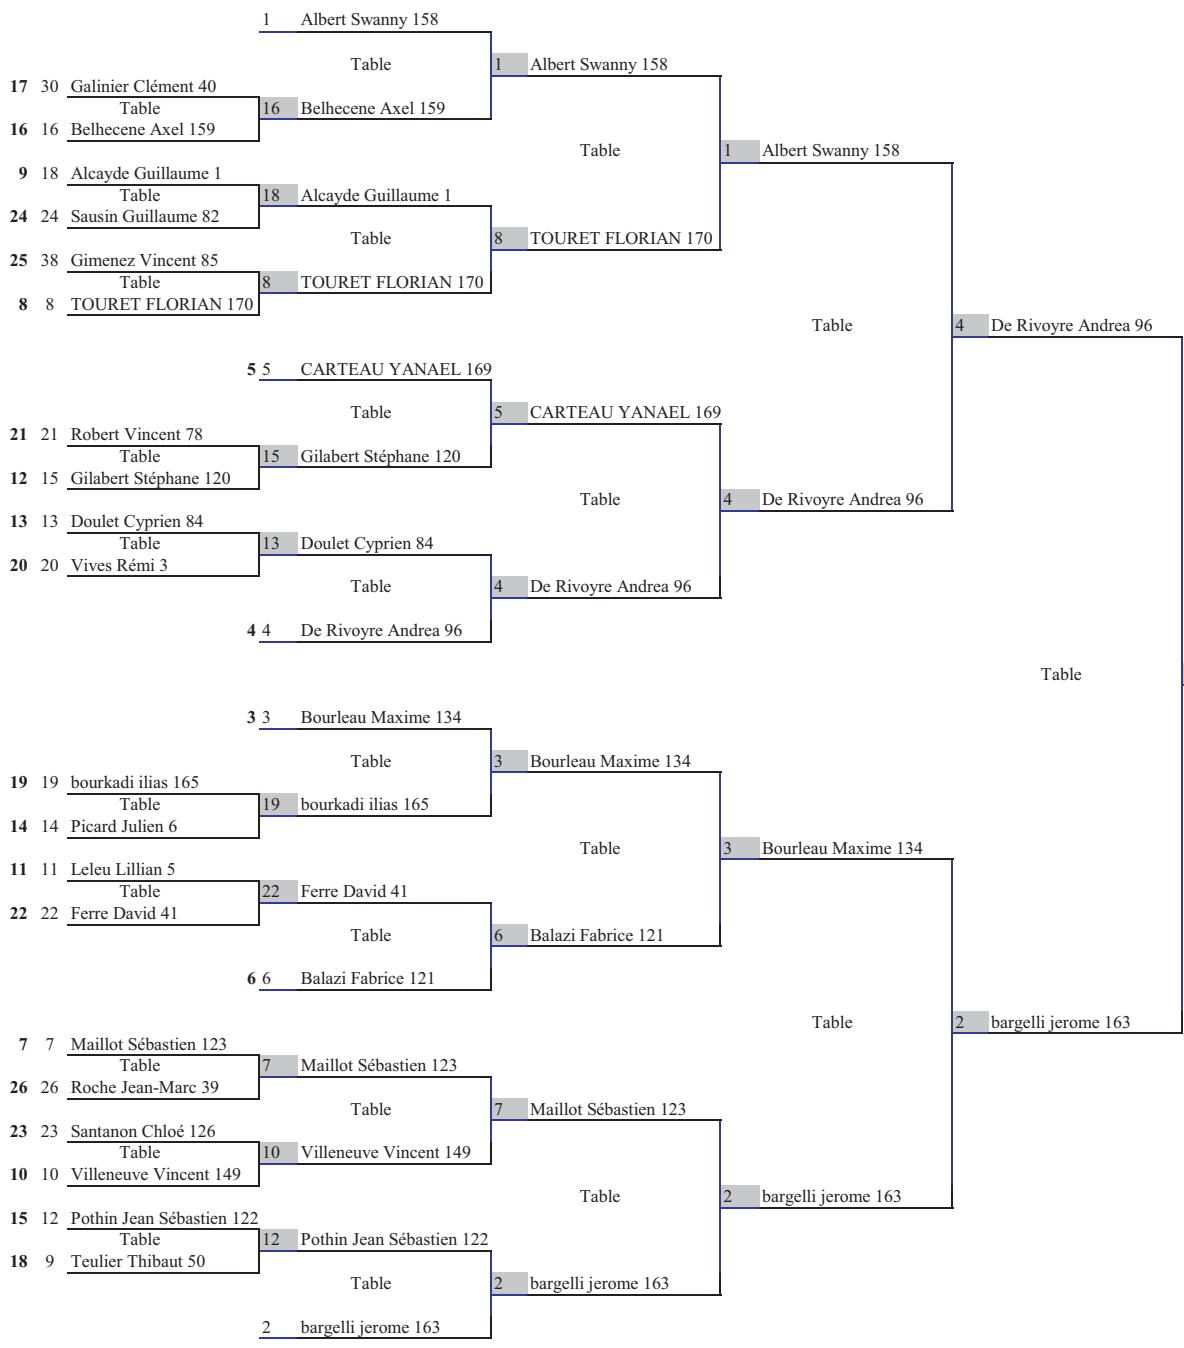 1 Albert Swanny 158
Table
1 Albert Swanny 158
17 30 Galinier Clément 40
Table
16 Belhecene Axel 159
16 16 Belhecene Axel 159
Table
1 Albert Swanny 158
9 18 Alcayde Guillaume 1
Table
18 Alcayde Guillaume 1
24 24 Sausin Guillaume 82
Table
8 TOURET FLORIAN 170
25 38 Gimenez Vincent 85
Table
8 TOURET FLORIAN 170
8 8 TOURET FLORIAN 170
Table
4 De Rivoyre Andrea 96
5 5 CARTEAU YANAEL 169
Table
5 CARTEAU YANAEL 169
21 21 Robert Vincent 78
Table
15 Gilabert Stéphane 120
12 15 Gilabert Stéphane 120
Table
4 De Rivoyre Andrea 96
13 13 Doulet Cyprien 84
Table
13 Doulet Cyprien 84
20 20 Vives Rémi 3
Table
4 De Rivoyre Andrea 96
4 4 De Rivoyre Andrea 96
Table
3 3 Bourleau Maxime 134
Table
3 Bourleau Maxime 134
19 19 bourkadi ilias 165
Table
19 bourkadi ilias 165
14 14 Picard Julien 6
Table
3 Bourleau Maxime 134
11 11 Leleu Lillian 5
Table
22 Ferre David 41
22 22 Ferre David 41
Table
6 Balazi Fabrice 121
6 6 Balazi Fabrice 121
Table
2 bargelli jerome 163
7 7 Maillot Sébastien 123
Table
7 Maillot Sébastien 123
26 26 Roche Jean-Marc 39
Table
7 Maillot Sébastien 123
23 23 Santanon Chloé 126
Table
10 Villeneuve Vincent 149
10 10 Villeneuve Vincent 149
Table
2 bargelli jerome 163
15 12 Pothin Jean Sébastien 122
Table
12 Pothin Jean Sébastien 122
18 9 Teulier Thibaut 50
Table
2 bargelli jerome 163
2 bargelli jerome 163